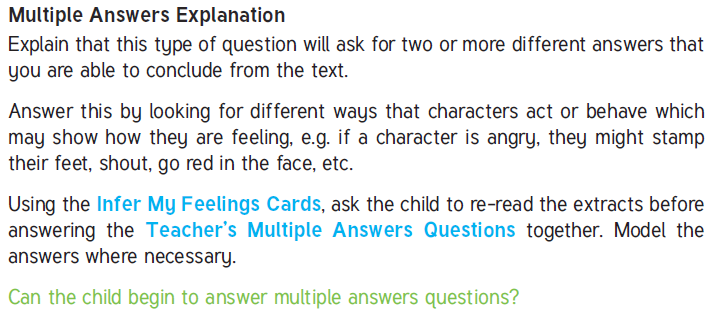 Multiple Answers Explanation
Explain that this type of question will ask for two or more different answers that
you are able to conclude from the text.
Answer this by looking for different ways that characters act or behave which
may show how they are feeling, e.g. if a character is angry, they might stamp
their feet, shout, go red in the face, etc.
Using the Infer My Feelings Cards, ask the child to re-read the extracts before
answering the Teacher's Multiple Answers Questions together. Model the
answers where necessary.
Can the child begin to answer multiple answers questions?